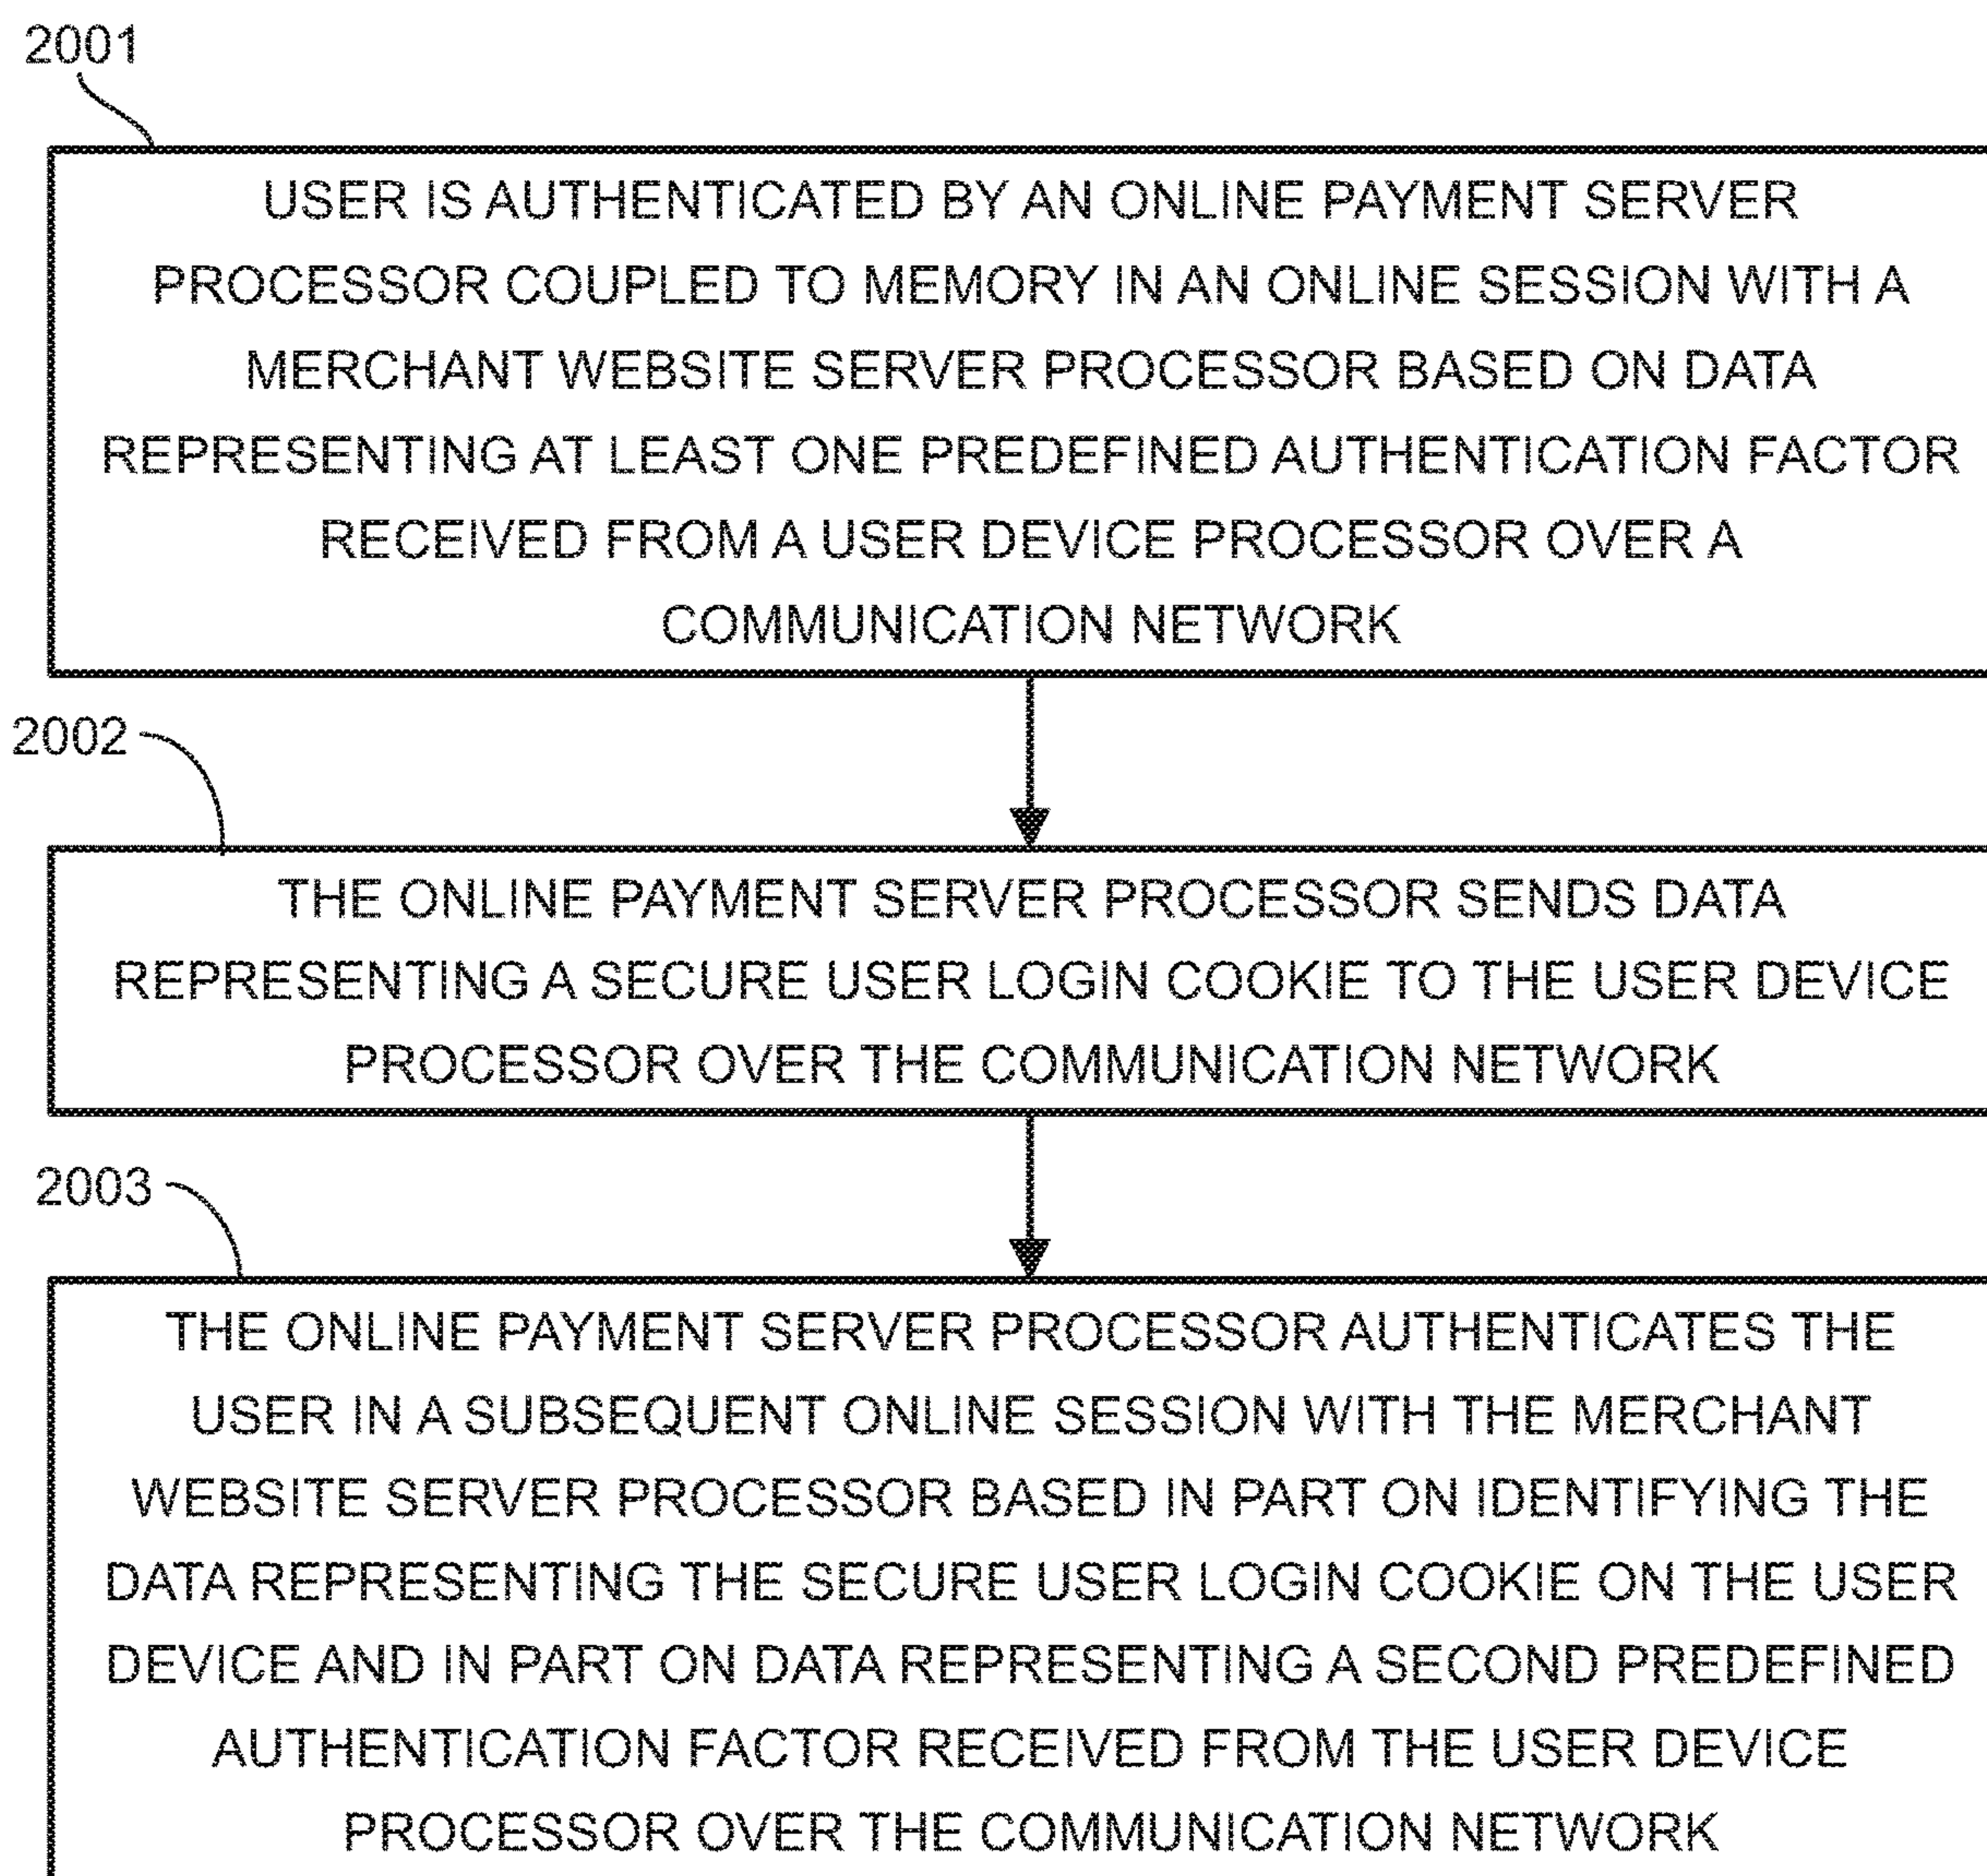 2001
USER IS AUTHENTICATED BY AN ONLINE PAYMENT SERVER
PROCESSOR COUPLED TO MEMORY IN AN ONLINE SESSION WITH A
MERCHANT WEBSITE SERVER PROCESSOR BASED ON DATA
REPRESENTING AT LEAST ONE PREDEFINED AUTHENTICATION FACTOR
RECEIVED FROM A USER DEVICE PROCESSOR OVER A
COMMUNICATION NETWORK
2002
THE ONLINE PAYMENT SERVER PROCESSOR SENDS DATA
REPRESENTING A SECURE USER LOGIN COOKIE TO THE USER DEVICE
PROCESSOR OVER THE COMMUNICATION NETWORK
2003
THE ONLINE PAYMENT SERVER PROCESSOR AUTHENTICATES THE
USER IN A SUBSEQUENT ONLINE SESSION WITH THE MERCHANT
WEBSITE SERVER PROCESSOR BASED IN PART ON IDENTIFYING THE
DATA REPRESENTING THE SECURE USER LOGIN COOKIE ON THE USER
DEVICE AND IN PART ON DATA REPRESENTING A SECOND PREDEFINED
AUTHENTICATION FACTOR RECEIVED FROM THE USER DEVICE
PROCESSOR OVER THE COMMUNICATION NETWORK